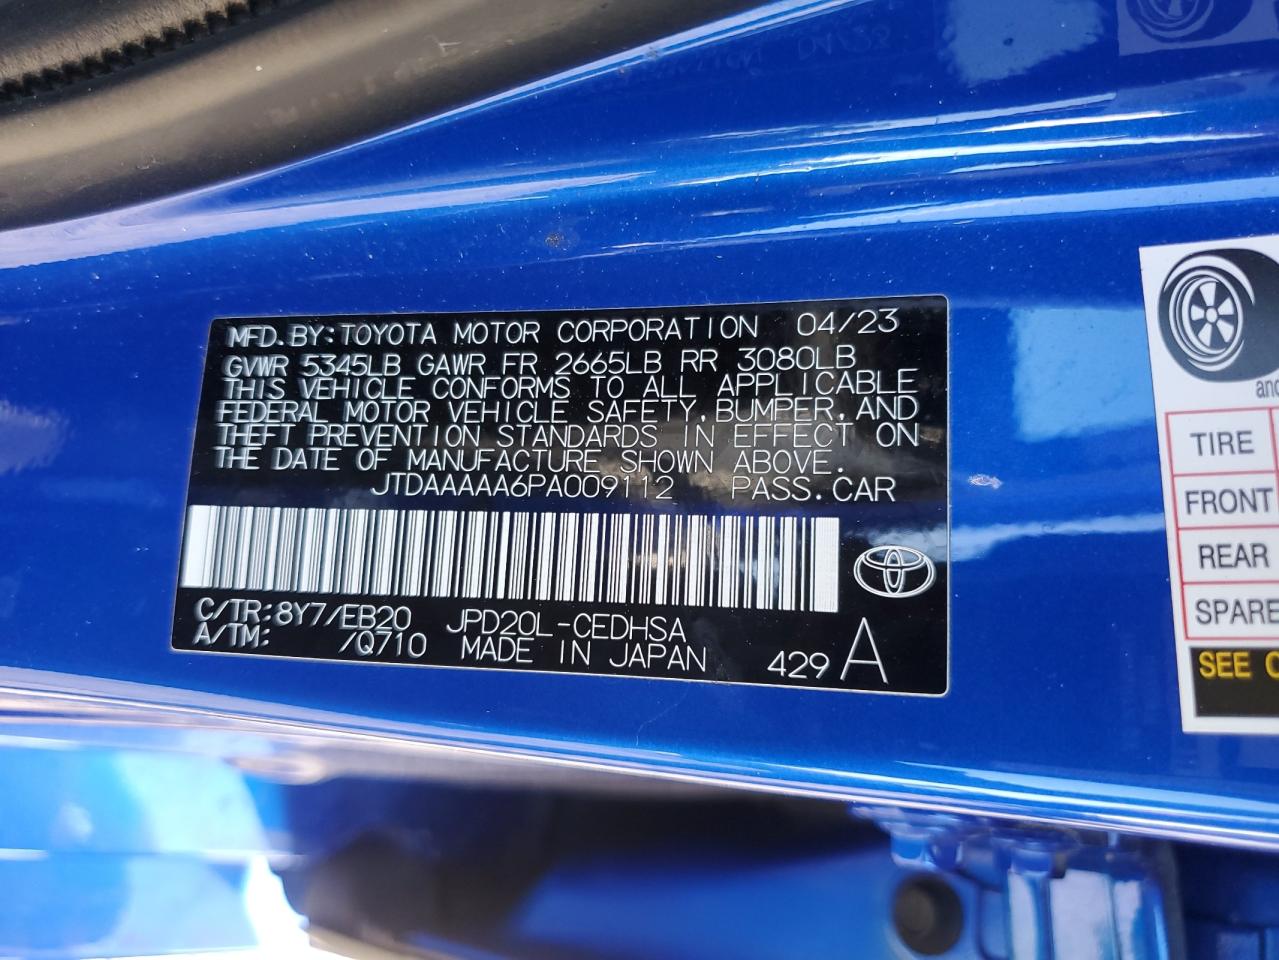 MFD. BY: TOYOTA MOTOR CORPORATION 04/23
GVWR 5345LB GAWR FR 2665LB RR 3080LB
THIS VEHICLE CONFORMS TO ALL APPLICABLE
FEDERAL MOTOR VEHICLE SAFETY, BUMPER, AND
THEFT PREVENTION STANDARDS IN EFFECT ON
THE DATE OF MANUFACTURE SHOWN ABOVE.
JTDAAAAA6PA009112 PASS.CAR
C/TR: 8Y7/EB20 JPD20L-CEDHSA
A/TM: /Q710 MADE IN JAPAN 429 A
and
TIRE
FRONT
REAR
SPARE
SEE